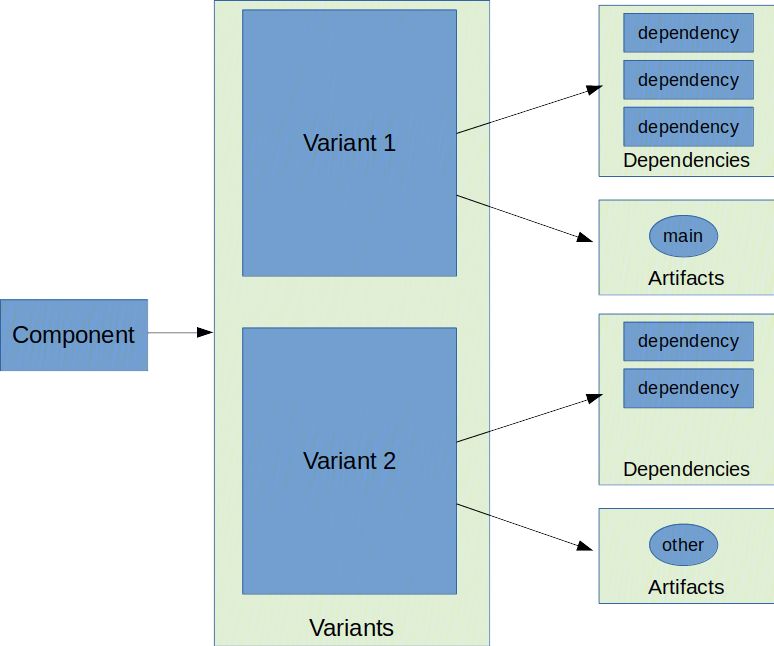 Component
Variant 1
Variant 2
Variants
dependency
dependency
dependency
Dependencies
main
Artifacts
dependency
dependency
Dependencies
other
Artifacts